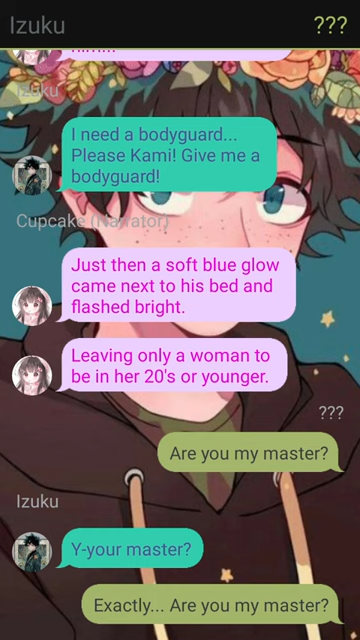 Izuku
???
Izuku
I need a bodyguard...
Please Kami! Give me a
bodyguard!
Cupcake (Narrator)
Just then a soft blue glow
came next to his bed and
flashed bright.
Leaving only a woman to
be in her 20's or younger.
???
Are you my master?
Izuku
Y-your master?
Exactly... Are you my master?